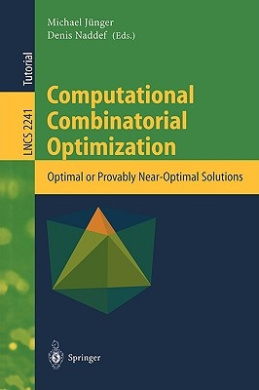 Michael Jünger
Denis Naddef (Eds.)
LNCS 2241
Tutorial
Computational
Combinatorial
Optimization
Optimal or Provably Near-Optimal Solutions
Springer